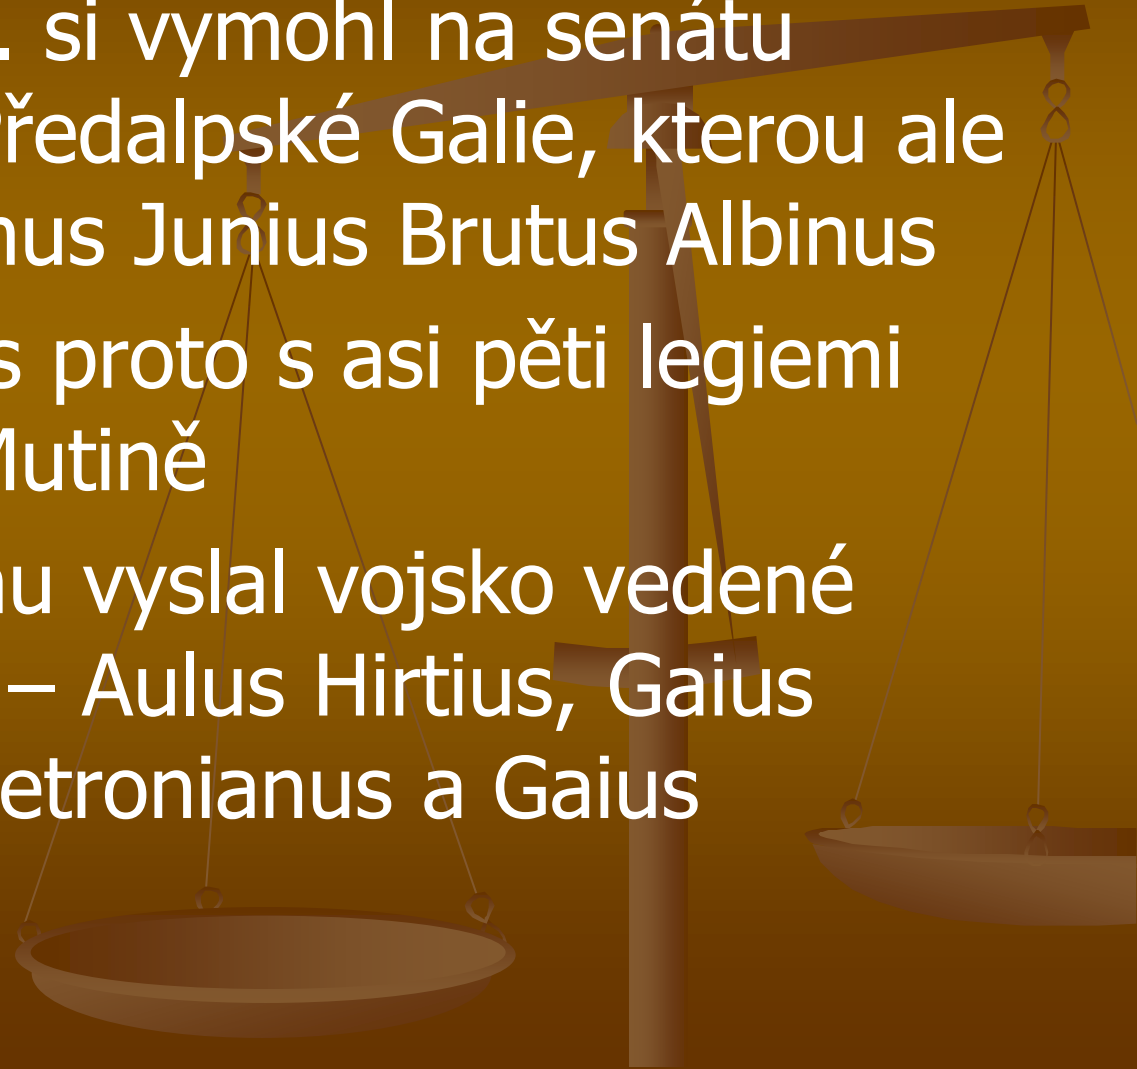 . si vymohl na senátu
ředalpské Galie, kterou ale
nus Junius Brutus Albinus
s proto s asi pěti legiemi
Mutině
u vyslal vojsko vedené
– Aulus Hirtius, Gaius
etronianus a Gaius